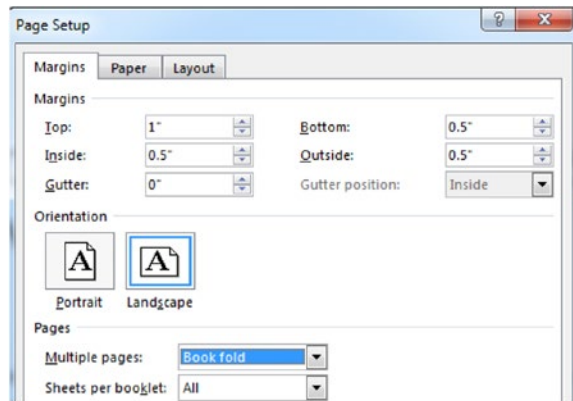 Page Setup
Margins Paper Layout
Margins
Top: 1" Bottom: 0.5"
Inside: 0.5" Outside: 0.5"
Gutter: 0" Gutter position: Inside
Orientation
A A
Portrait Landscape
Pages
Multiple pages: Book fold
Sheets per booklet: All